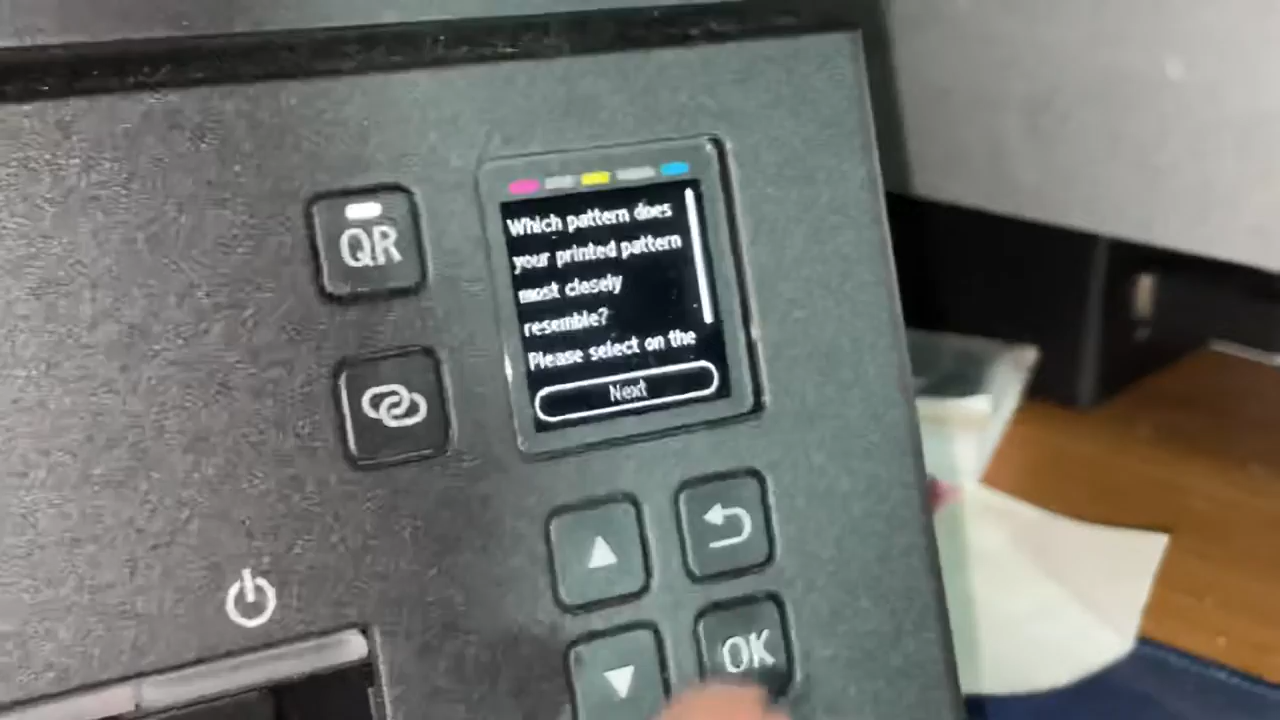 Which pattern does
your printed pattern
most closely
resemble?
Please select on the
Next
QR
OK